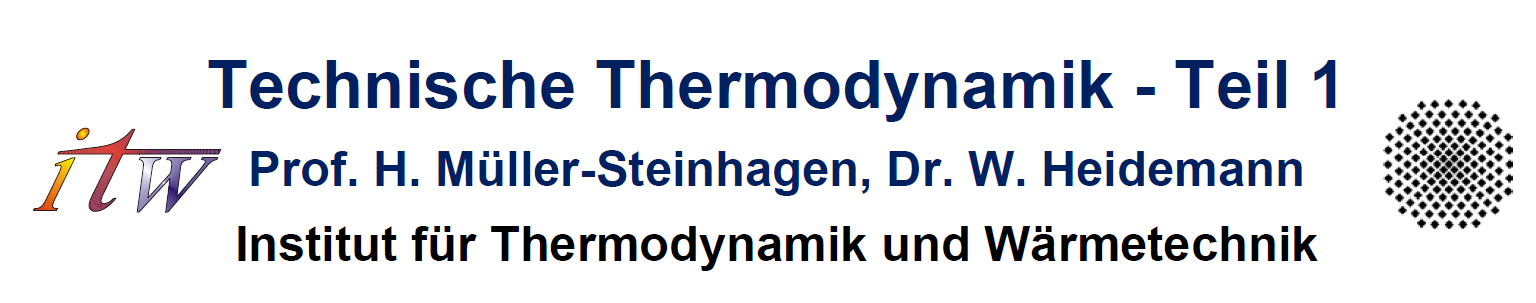 Technische Thermodynamik - Teil 1
itw
Prof. H. Müller-Steinhagen, Dr. W. Heidemann
Institut für Thermodynamik und Wärmetechnik